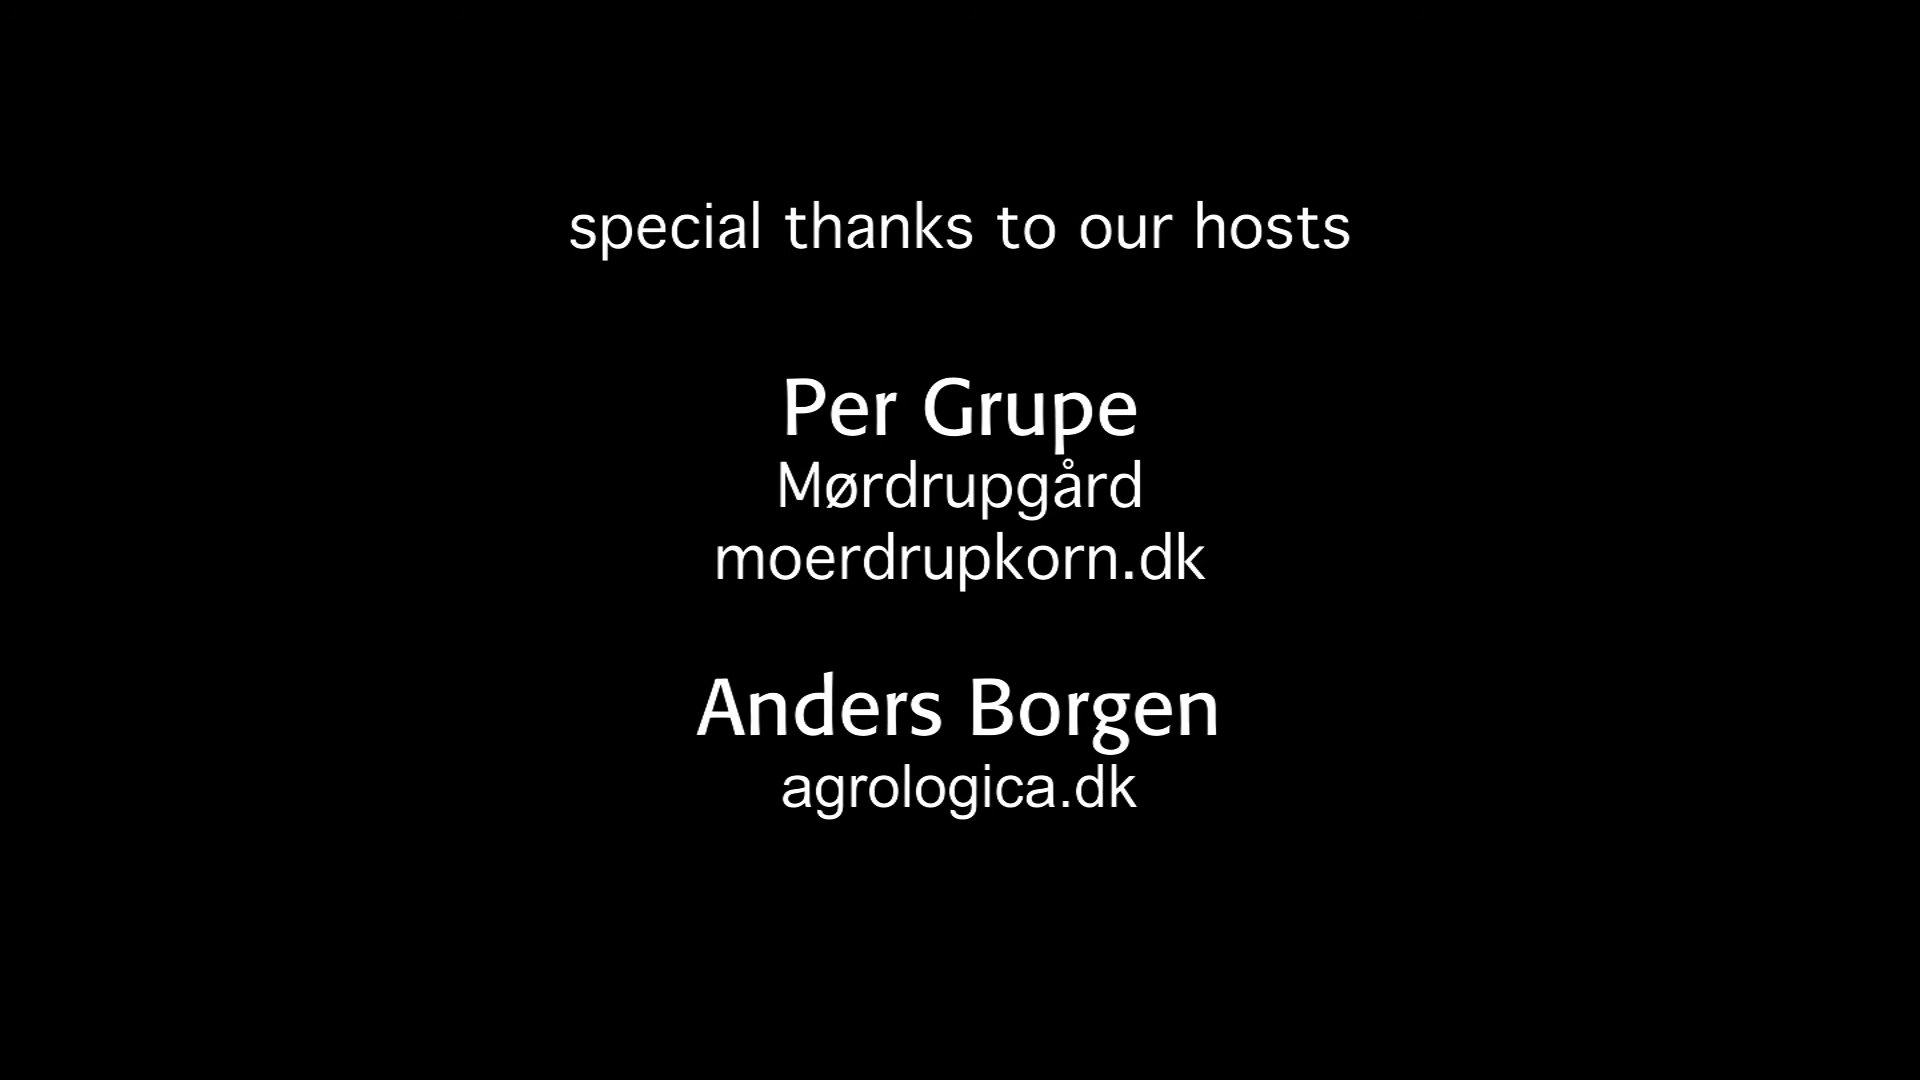 special thanks to our hosts
Per Grupe
Mørdrupgård
moerdrupkorn.dk
Anders Borgen
agrologica.dk